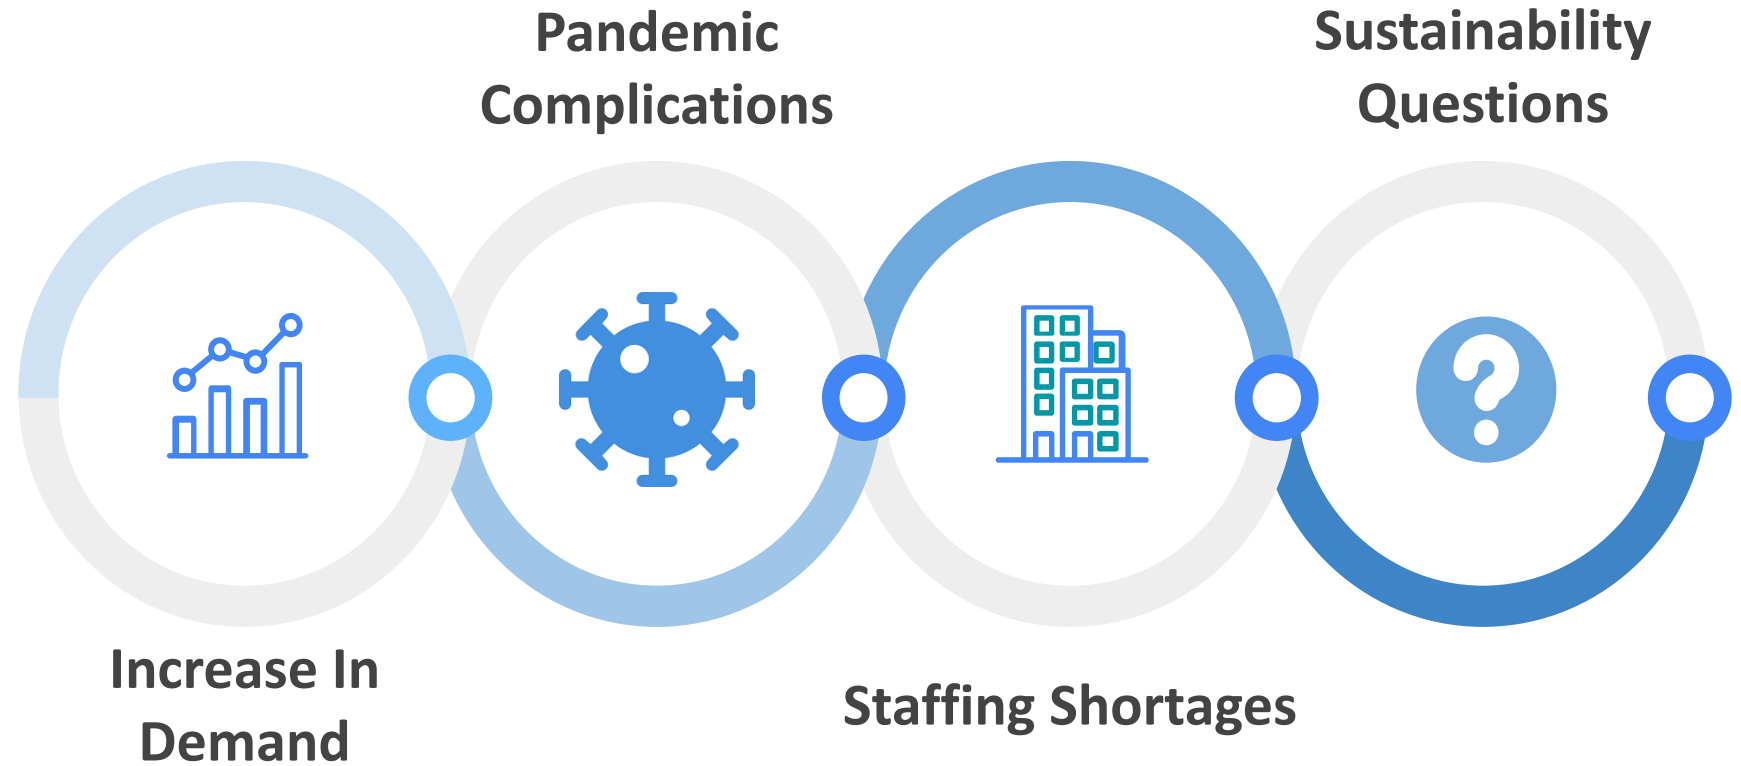 Increase In
Demand
Pandemic
Complications
Staffing Shortages
Sustainability
Questions